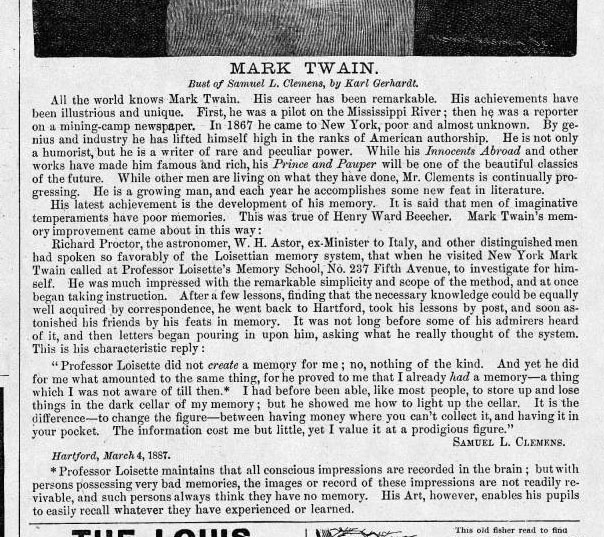 MARK TWAIN.
Bust of Samuel L. Clemens, by Karl Gerhardt.
All the world knows Mark Twain. His career has been remarkable. His achievements have
been illustrious and unique. First, he was a pilot on the Mississippi River; then he was a reporter
on a mining-camp newspaper. In 1867 he came to New York, poor and almost unknown. By ge-
nius and industry he has lifted himself high in the ranks of American authorship. He is not only
a humorist, but he is a writer of rare and peculiar power. While his Innocents Abroad and other
works have made him famous and rich, his Prince and Pauper will be one of the beautiful classics
of the future. While other men are living on what they have done, Mr. Clements is continually pro-
gressing. He is a growing man, and each year he accomplishes some new feat in literature.
His latest achievement is the development of his memory. It is said that men of imaginative
temperaments have poor memories. This was true of Henry Ward Beecher. Mark Twain's mem-
ory improvement came about in this way:
Richard Proctor, the astronomer, W. H. Astor, ex-Minister to Italy, and other distinguished men
had spoken so favorably of the Loisettian memory system, that when he visited New York Mark
Twain called at Professor Loisette's Memory School, No. 237 Fifth Avenue, to investigate for him-
self. He was much impressed with the remarkable simplicity and scope of the method, and at once
began taking instruction. After a few lessons, finding that the necessary knowledge could be equally
well acquired by correspondence, he went back to Hartford, took his lessons by post, and soon as-
tonished his friends by his feats in memory. It was not long before some of his admirers heard
of it, and then letters began pouring in upon him, asking what he really thought of the system.
This is his characteristic reply:
"Professor Loisette did not create a memory for me; no, nothing of the kind. And yet he did
for me what amounted to the same thing, for he proved to me that I already had a memory—a thing
which I was not aware of till then.* I had before been able, like most people, to store up and lose
things in the dark cellar of my memory; but he showed me how to light up the cellar. It is the
difference—to change the figure—between having money where you can't collect it, and having it in
your pocket. The information cost me but little, yet I value it at a prodigious figure."
SAMUEL L. CLEMENS.
Hartford, March 4, 1887.
*Professor Loisette maintains that all conscious impressions are recorded in the brain; but with
persons possessing very bad memories, the images or record of these impressions are not readily re-
vivable, and such persons always think they have no memory. His Art, however, enables his pupils
to easily recall whatever they have experienced or learned.
THE LOUIS
This old fisher read to find